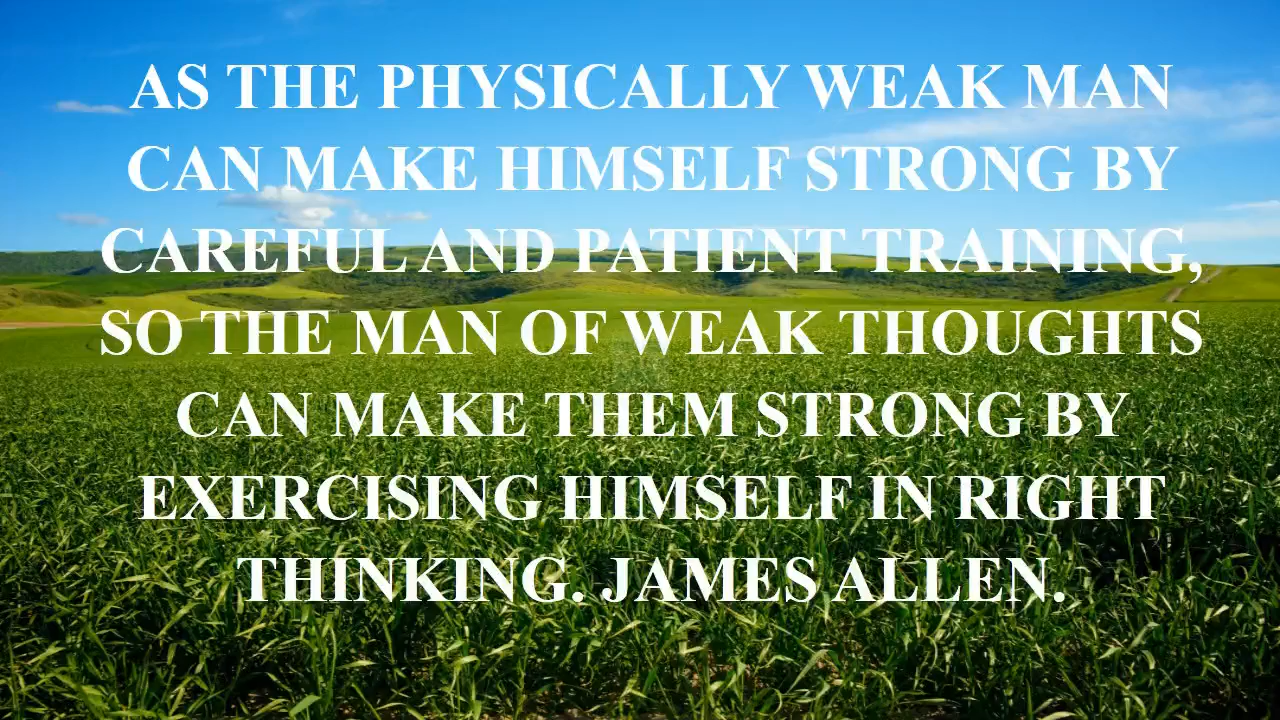 AS THE PHYSICALLY WEAK MAN
CAN MAKE HIMSELF STRONG BY
CAREFUL AND PATIENT TRAINING,
SO THE MAN OF WEAK THOUGHTS
CAN MAKE THEM STRONG BY
EXERCISING HIMSELF IN RIGHT
THINKING. JAMES ALLEN.